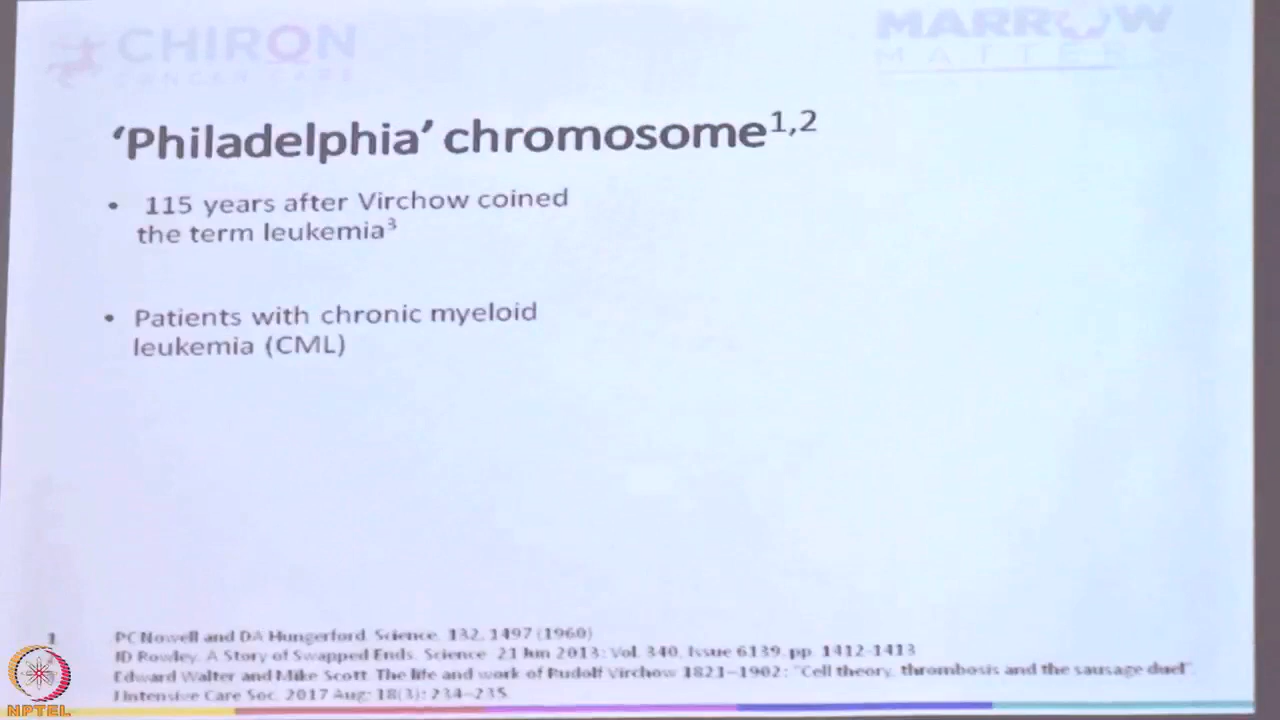 CHIRON
CANCER CARE
MARROW
MATTERS
‘Philadelphia’ chromosome1,2
• 115 years after Virchow coined
the term leukemia3
• Patients with chronic myeloid
leukemia (CML)
1
PC Nowell and DA Hungerford. Science. 132, 1497 (1960)
JD Rowley. A Story of Swapped Ends. Science 21 Jun 2013: Vol. 340, Issue 6139, pp. 1412-1413
Edward Walter and Mike Scott. The life and work of Rudolf Virchow 1821–1902: “Cell theory, thrombosis and the sausage duel”.
J Intensive Care Soc. 2017 Aug; 18(3): 234–235.
NPTEL